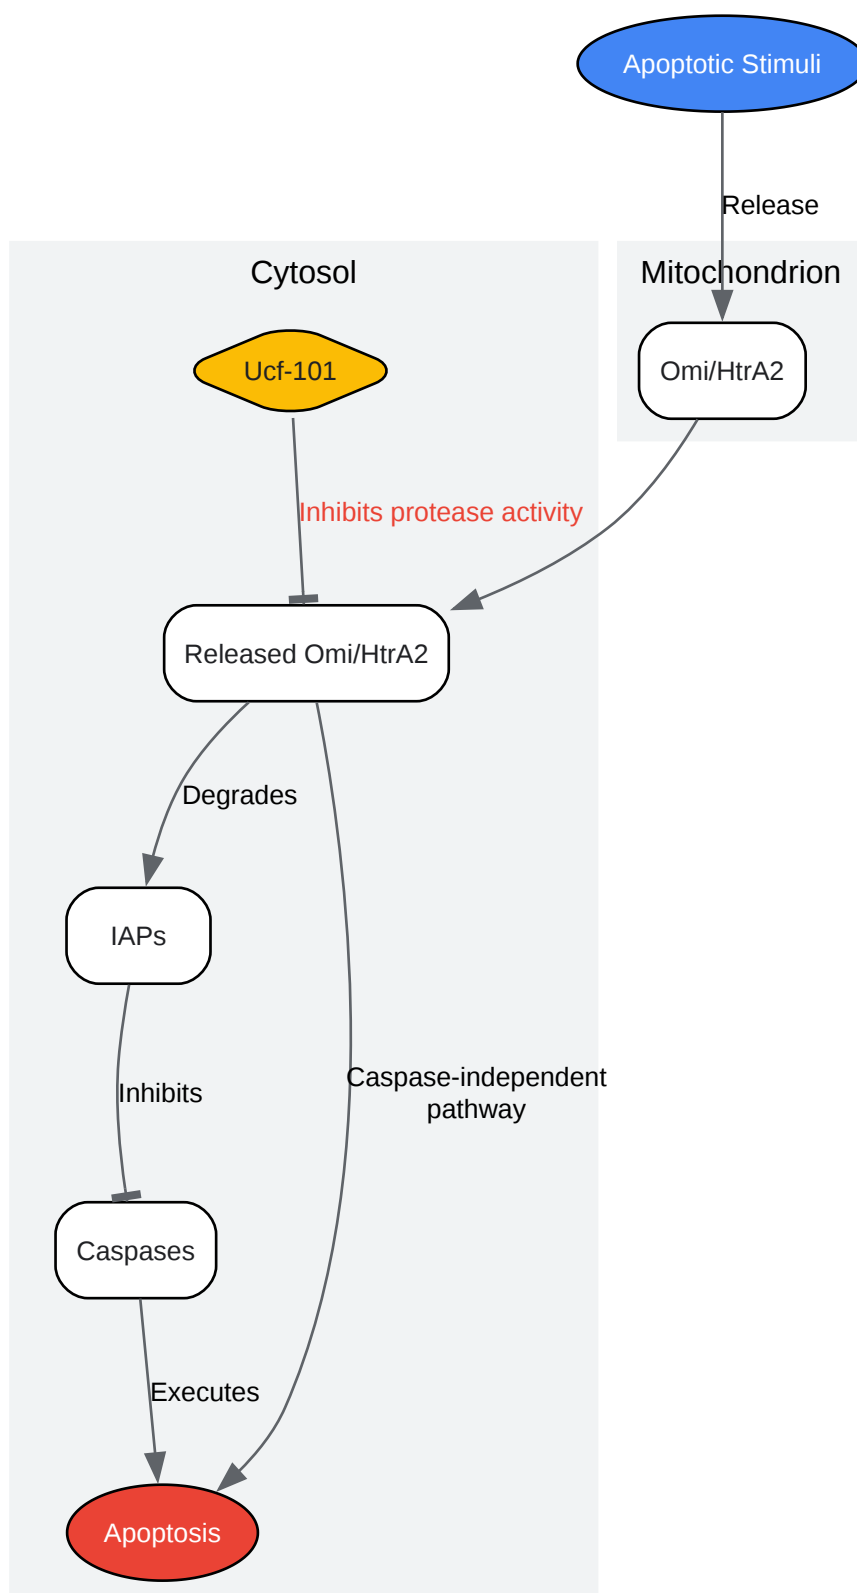 Apoptotic Stimuli
Release
Cytosol
Mitochondrion
Ucf-101
Omi/HtrA2
Inhibits protease activity
Released Omi/HtrA2
Degrades
IAPs
Caspase-independent
pathway
Inhibits
Caspases
Executes
Apoptosis